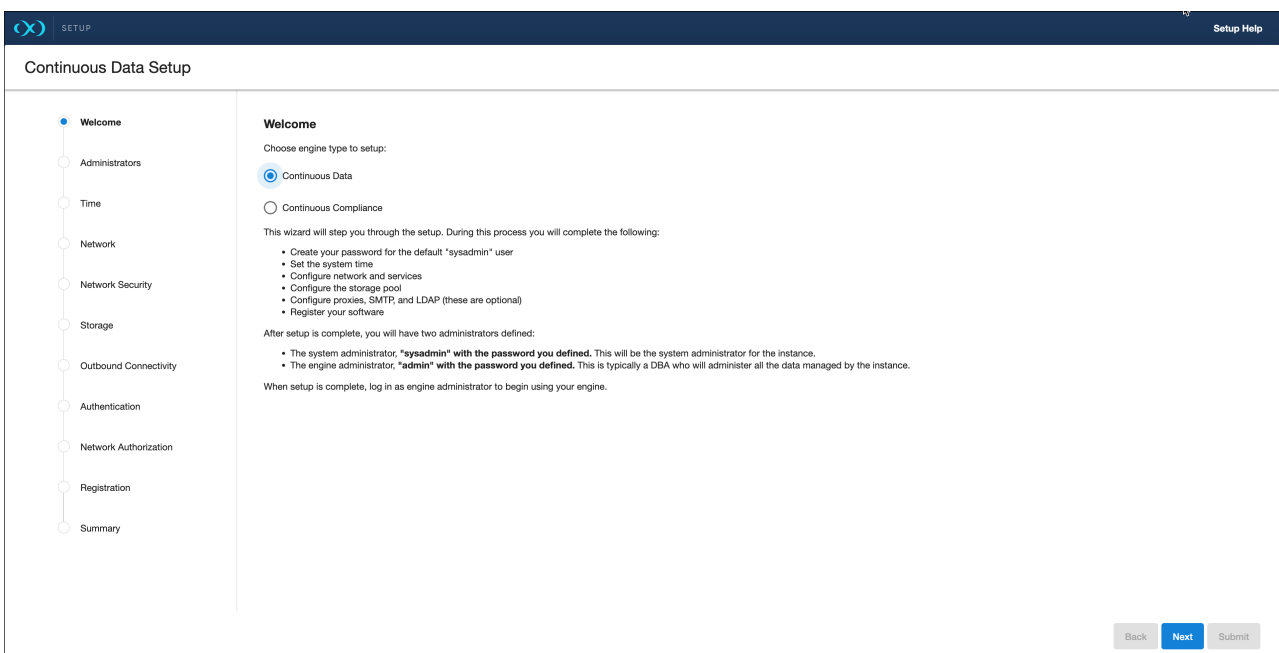 SETUP
Setup Help
Continuous Data Setup
Welcome
Administrators
Time
Network
Network Security
Storage
Outbound Connectivity
Authentication
Network Authorization
Registration
Summary
Welcome
Choose engine type to setup:
Continuous Data
Continuous Compliance
This wizard will step you through the setup. During this process you will complete the following:
• Create your password for the default "sysadmin" user
• Set the system time
• Configure network and services
• Configure the storage pool
• Configure proxies, SMTP, and LDAP (these are optional)
• Register your software
After setup is complete, you will have two administrators defined:
• The system administrator, "sysadmin" with the password you defined. This will be the system administrator for the instance.
• The engine administrator, "admin" with the password you defined. This is typically a DBA who will administer all the data managed by the instance.
When setup is complete, log in as engine administrator to begin using your engine.
Back
Next
Submit